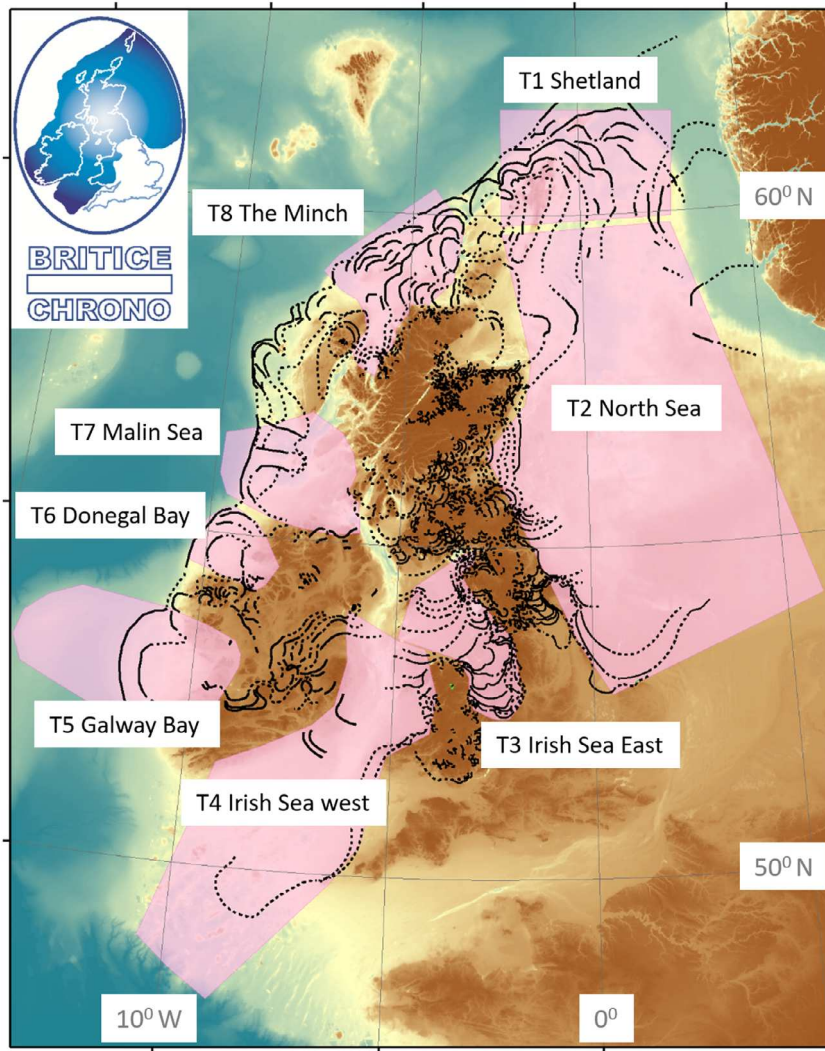 T1 Shetland
60⁰ N
T8 The Minch
BRITICE
CHRONO
T2 North Sea
T7 Malin Sea
T6 Donegal Bay
T5 Galway Bay
T3 Irish Sea East
T4 Irish Sea west
50⁰ N
10⁰ W
0⁰